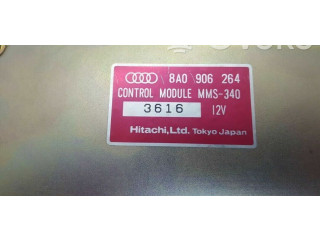 8A0 906 264
CONTROL MODULE MMS-340
3616 12V
Hitachi, Ltd. Tokyo Japan